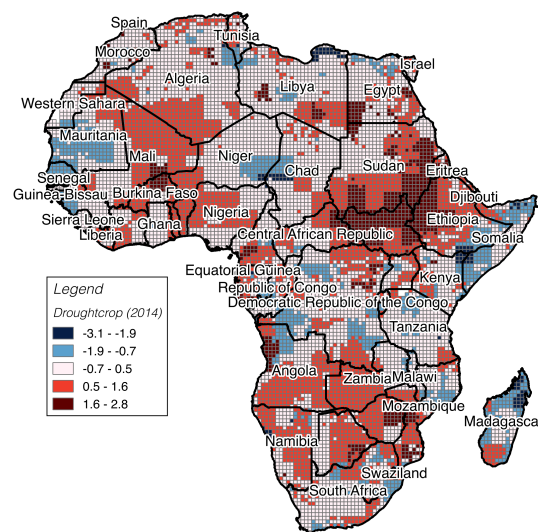 Spain
Tunisia
Morocco
Israel
Algeria
Libya
Egypt
Western Sahara
Mauritania
Mali
Niger
Chad
Sudan
Eritrea
Senegal
Guinea-Bissau
Burkina Faso
Djibouti
Nigeria
Sierra Leone
Ghana
Ethiopia
Liberia
Central African Republic
Somalia
Equatorial Guinea
Kenya
Republic of Congo
Democratic Republic of the Congo
Tanzania
Angola
Zambia
Malawi
Mozambique
Madagasca
Namibia
Swaziland
South Africa
Legend
Droughtcrop (2014)
-3.1 - -1.9
-1.9 - -0.7
-0.7 - 0.5
0.5 - 1.6
1.6 - 2.8